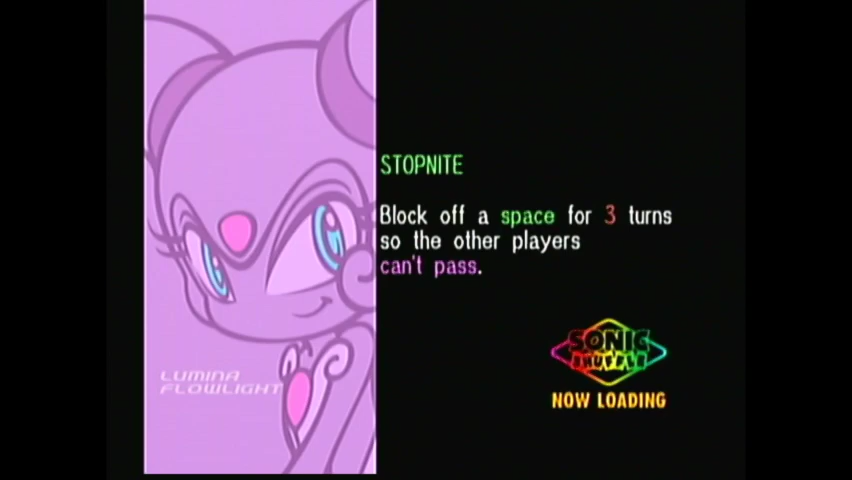 STOPNITE
Block off a space for 3 turns
so the other players
can't pass.
LUMINA
FLOWLIGHT
SONIC
SHUFFLE
NOW LOADING